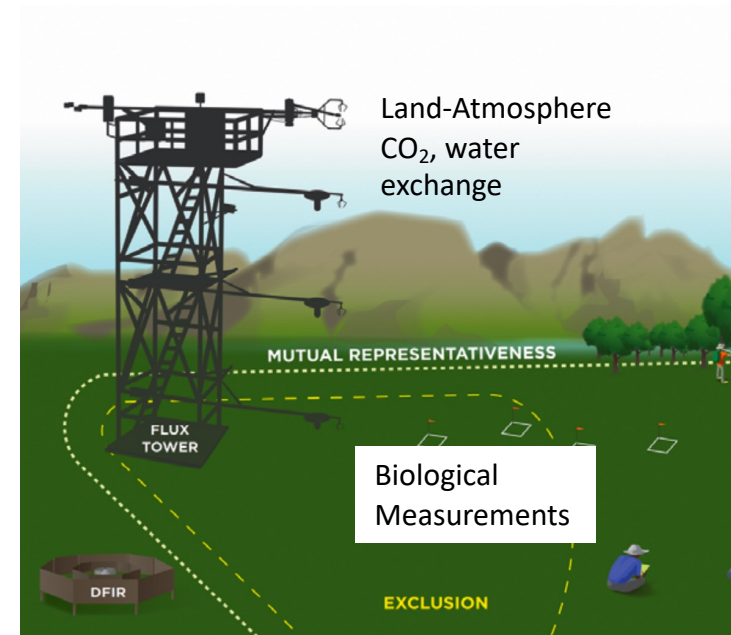 Land-Atmosphere
CO₂, water
exchange
MUTUAL REPRESENTATIVENESS
FLUX
TOWER
Biological
Measurements
DFIR
EXCLUSION